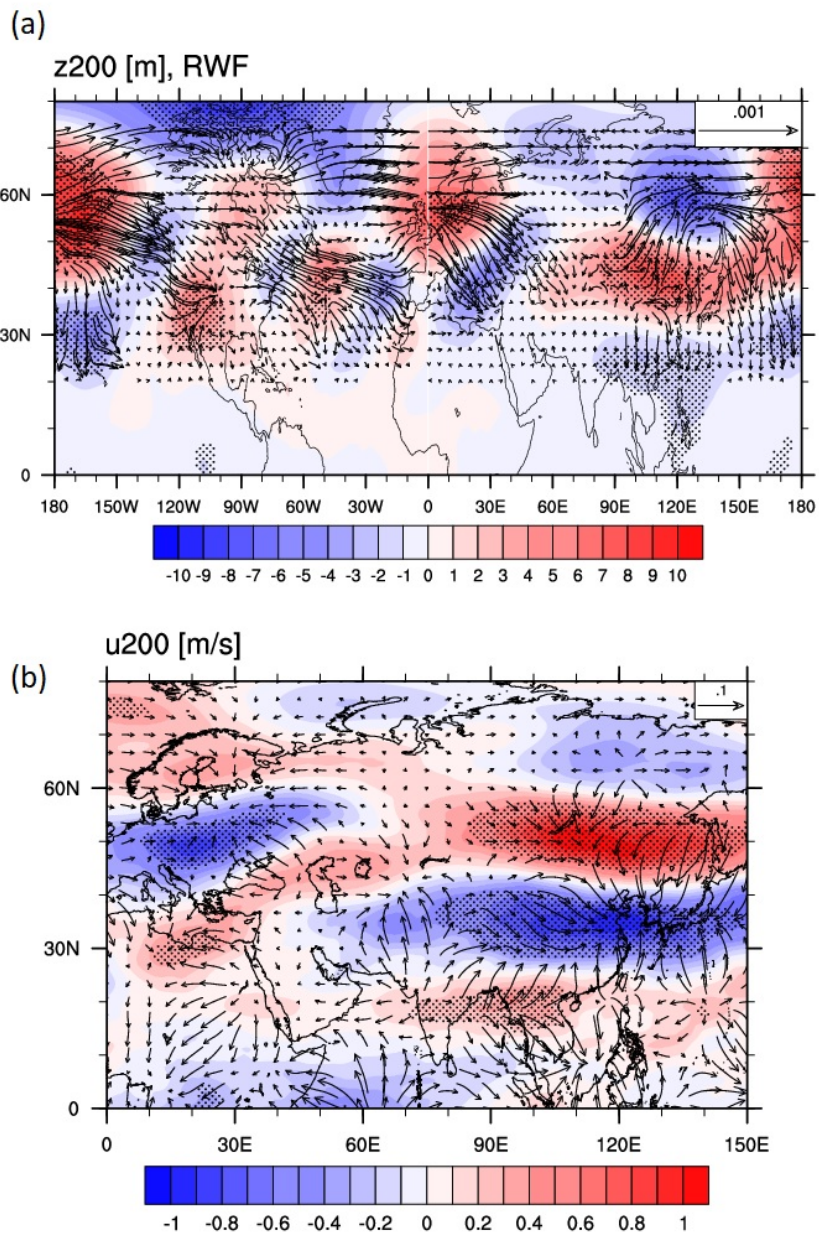 (a)
z200 [m], RWF
.001
60N
30N
0
180 150W 120W 90W 60W 30W 0 30E 60E 90E 120E 150E 180
-10 -9 -8 -7 -6 -5 -4 -3 -2 -1 0 1 2 3 4 5 6 7 8 9 10
u200 [m/s]
(b)
.1
60N
30N
0
0 30E 60E 90E 120E 150E
-1 -0.8 -0.6 -0.4 -0.2 0 0.2 0.4 0.6 0.8 1